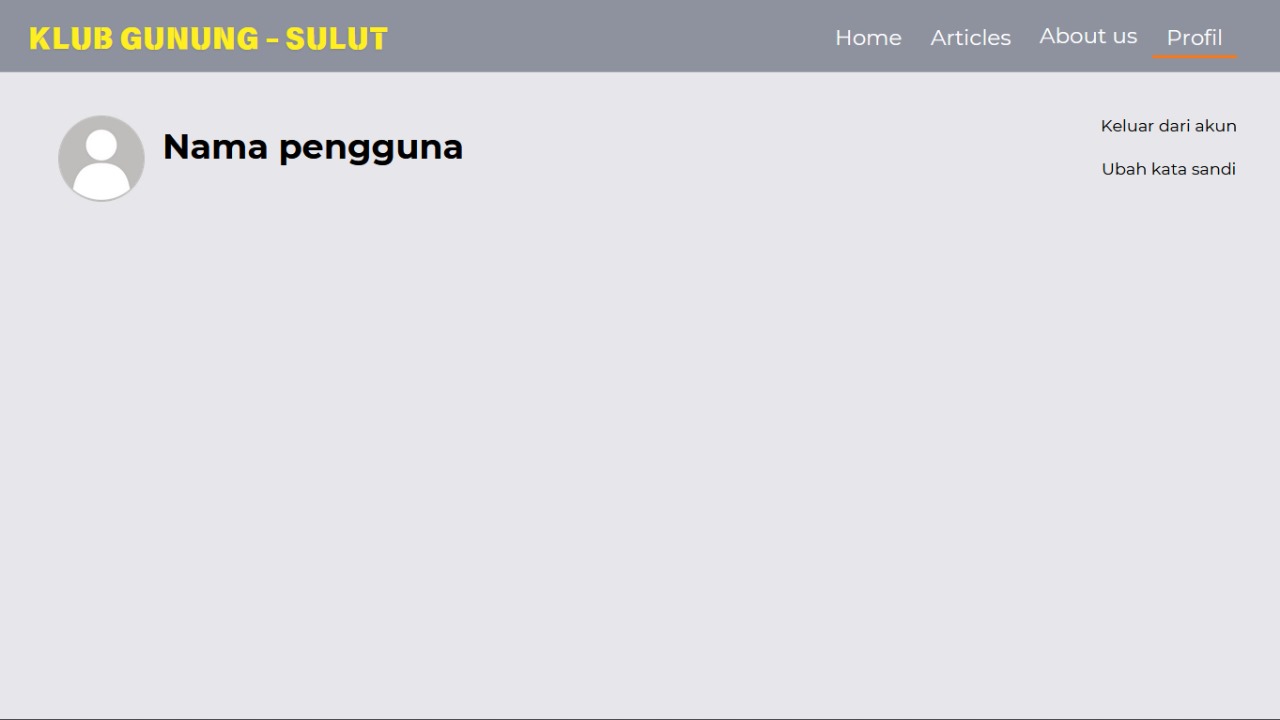 KLUB GUNUNG – SULUT
Home Articles About us Profil
Nama pengguna
Keluar dari akun
Ubah kata sandi